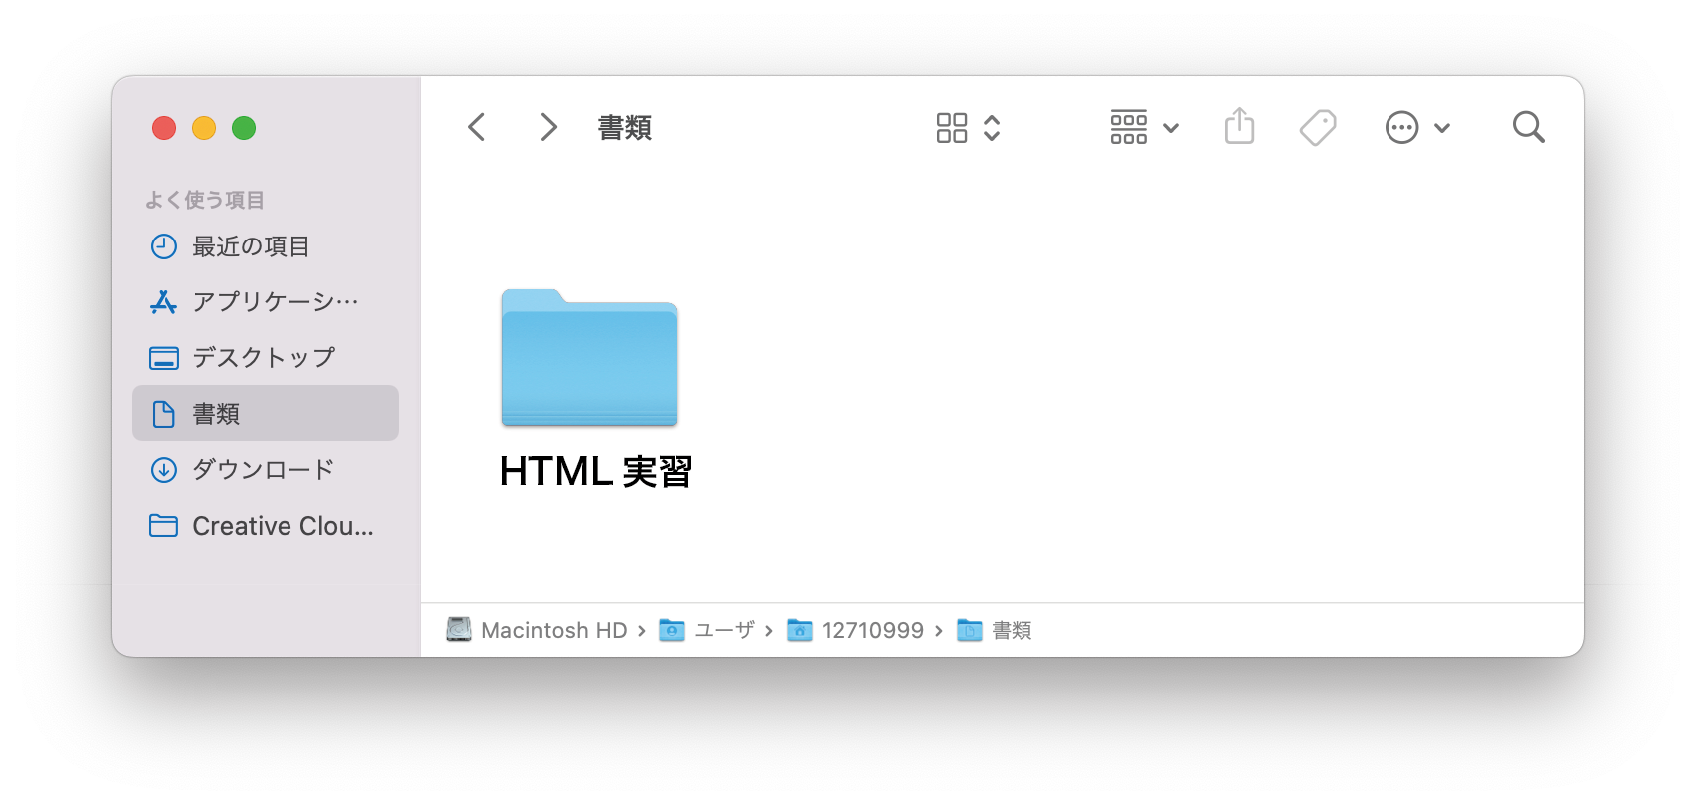 書類
よく使う項目
最近の項目
アプリケーシ…
デスクトップ
書類
ダウンロード
Creative Clou...
HTML 実習
Macintosh HD › ユーザ › 12710999 › 書類